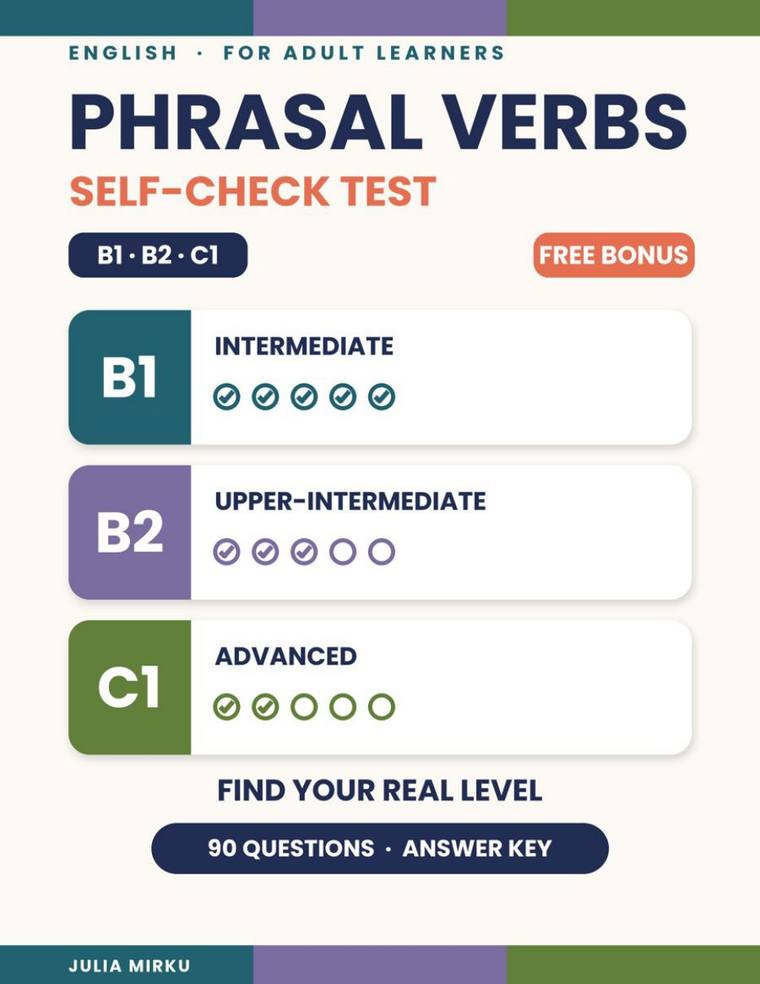 ENGLISH · FOR ADULT LEARNERS
PHRASAL VERBS
SELF-CHECK TEST
B1 · B2 · C1
FREE BONUS
B1
INTERMEDIATE
B2
UPPER-INTERMEDIATE
C1
ADVANCED
FIND YOUR REAL LEVEL
90 QUESTIONS · ANSWER KEY
JULIA MIRKU